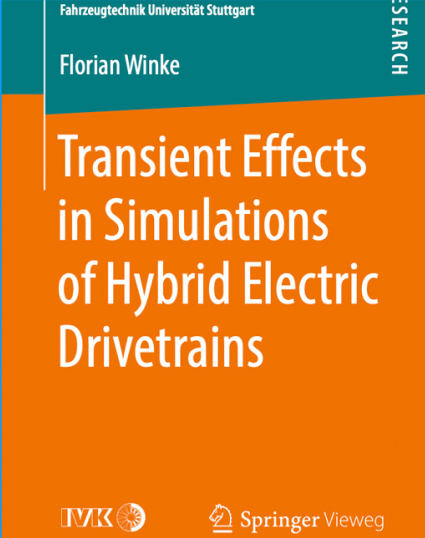 Fahrzeugtechnik Universität Stuttgart
ESEARCH
Florian Winke
Transient Effects
in Simulations
of Hybrid Electric
Drivetrains
IVK
Springer Vieweg